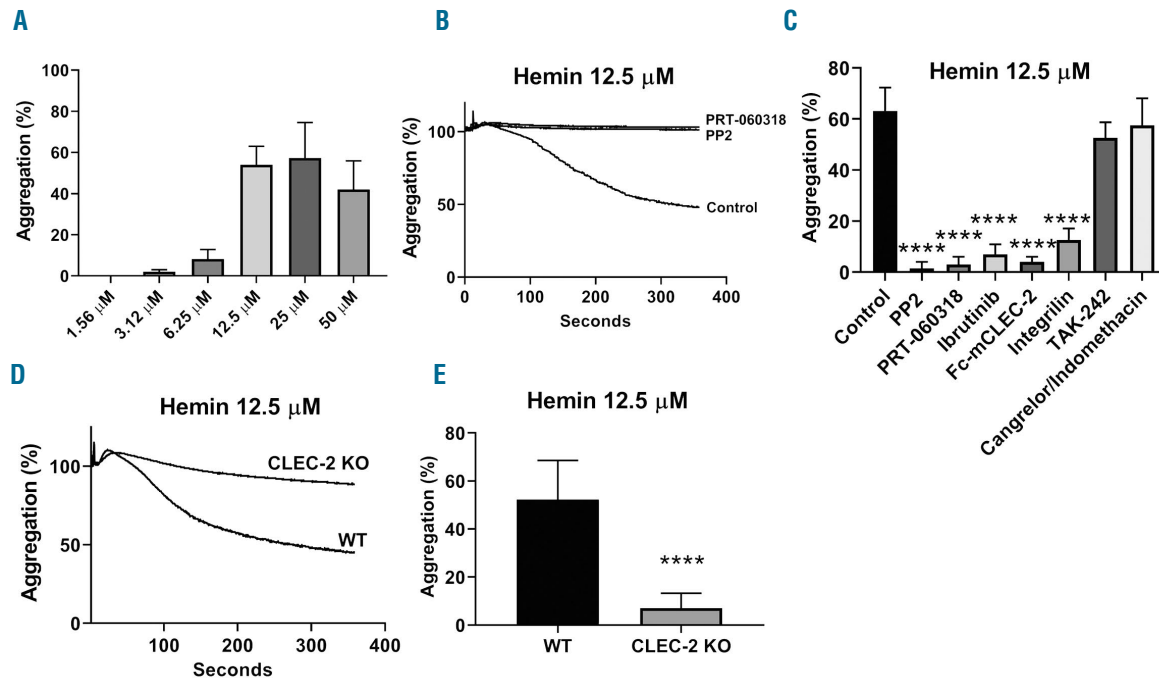 A
Aggregation (%)
100
80
60
40
20
0
1.56 μM
3.12 μM
6.25 μM
12.5 μM
25 μM
50 μM
B
Hemin 12.5 μM
Aggregation (%)
100
50
0
PRT-060318
PP2
Control
0
100
200
300
400
Seconds
C
Hemin 12.5 μM
Aggregation (%)
80
60
40
20
0
****
****
****
****
****
Control
PP2
PRT-060318
Ibrutinib
Fc-mCLEC-2
Integrilin
TAK-242
Cangrelor/Indomethacin
D
Hemin 12.5 μM
Aggregation (%)
100
50
0
CLEC-2 KO
WT
100
200
300
400
Seconds
E
Hemin 12.5 μM
Aggregation (%)
80
60
40
20
0
****
WT
CLEC-2 KO